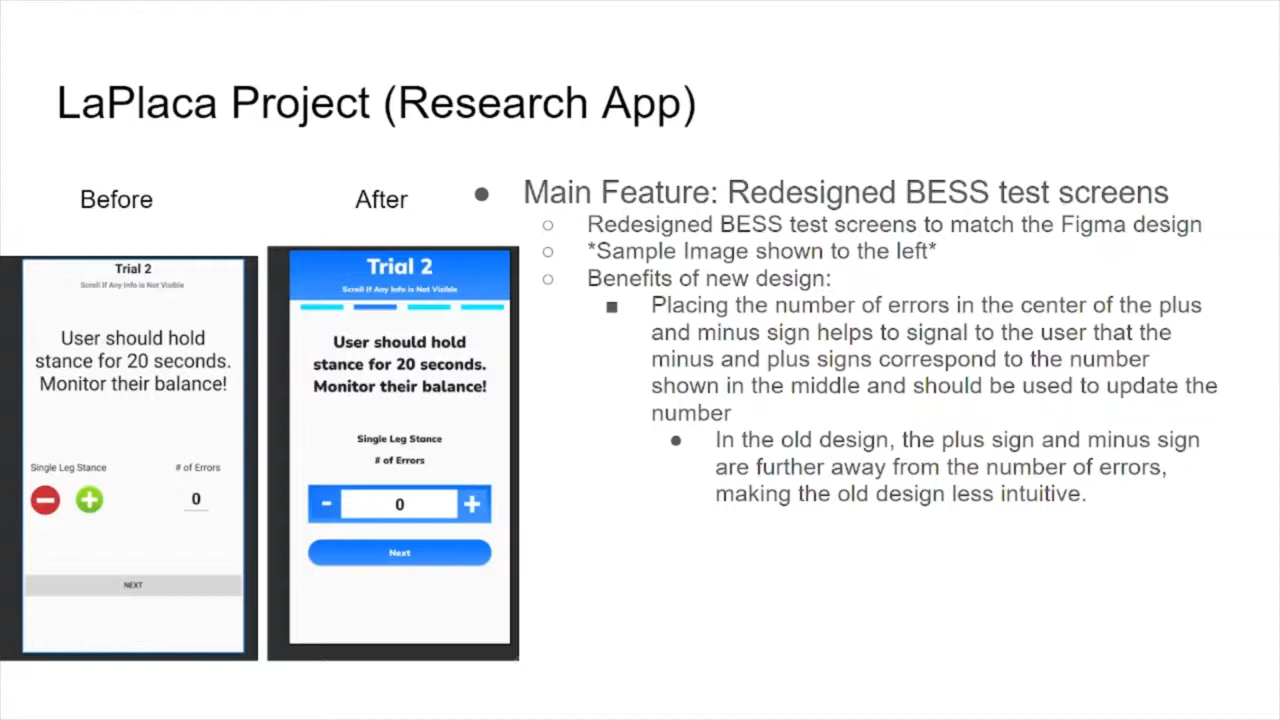 LaPlaca Project (Research App)
Before
After
Trial 2
Scroll If Any Info is Not Visible
User should hold
stance for 20 seconds.
Monitor their balance!
Single Leg Stance
# of Errors
0
NEXT
Trial 2
Scroll If Any Info is Not Visible
User should hold
stance for 20 seconds.
Monitor their balance!
Single Leg Stance
# of Errors
- 0 +
Next
● Main Feature: Redesigned BESS test screens
○ Redesigned BESS test screens to match the Figma design
○ *Sample Image shown to the left*
○ Benefits of new design:
■ Placing the number of errors in the center of the plus
and minus sign helps to signal to the user that the
minus and plus signs correspond to the number
shown in the middle and should be used to update the
number
● In the old design, the plus sign and minus sign
are further away from the number of errors,
making the old design less intuitive.